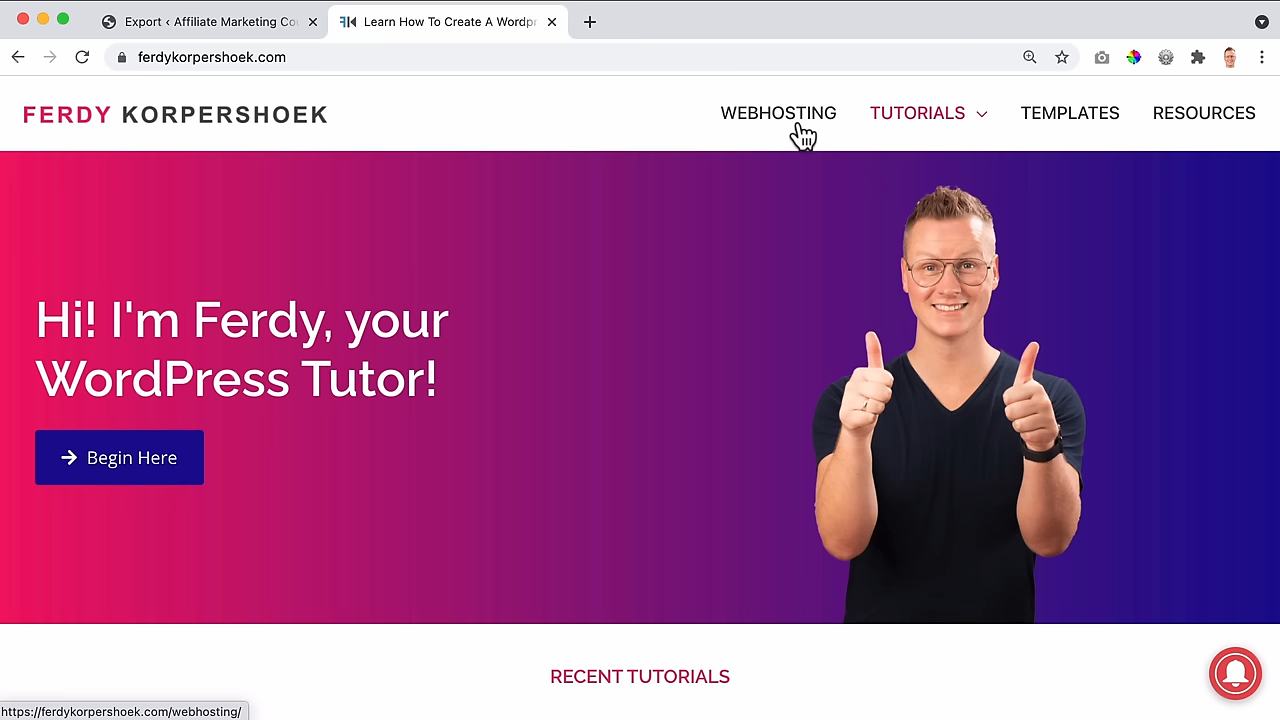 Export ‹ Affiliate Marketing Co
Learn How To Create A Wordpr
ferdykorpershoek.com
FERDY KORPERSHOEK
WEBHOSTING
TUTORIALS
TEMPLATES
RESOURCES
Hi! I'm Ferdy, your
WordPress Tutor!
Begin Here
RECENT TUTORIALS
https://ferdykorpershoek.com/webhosting/